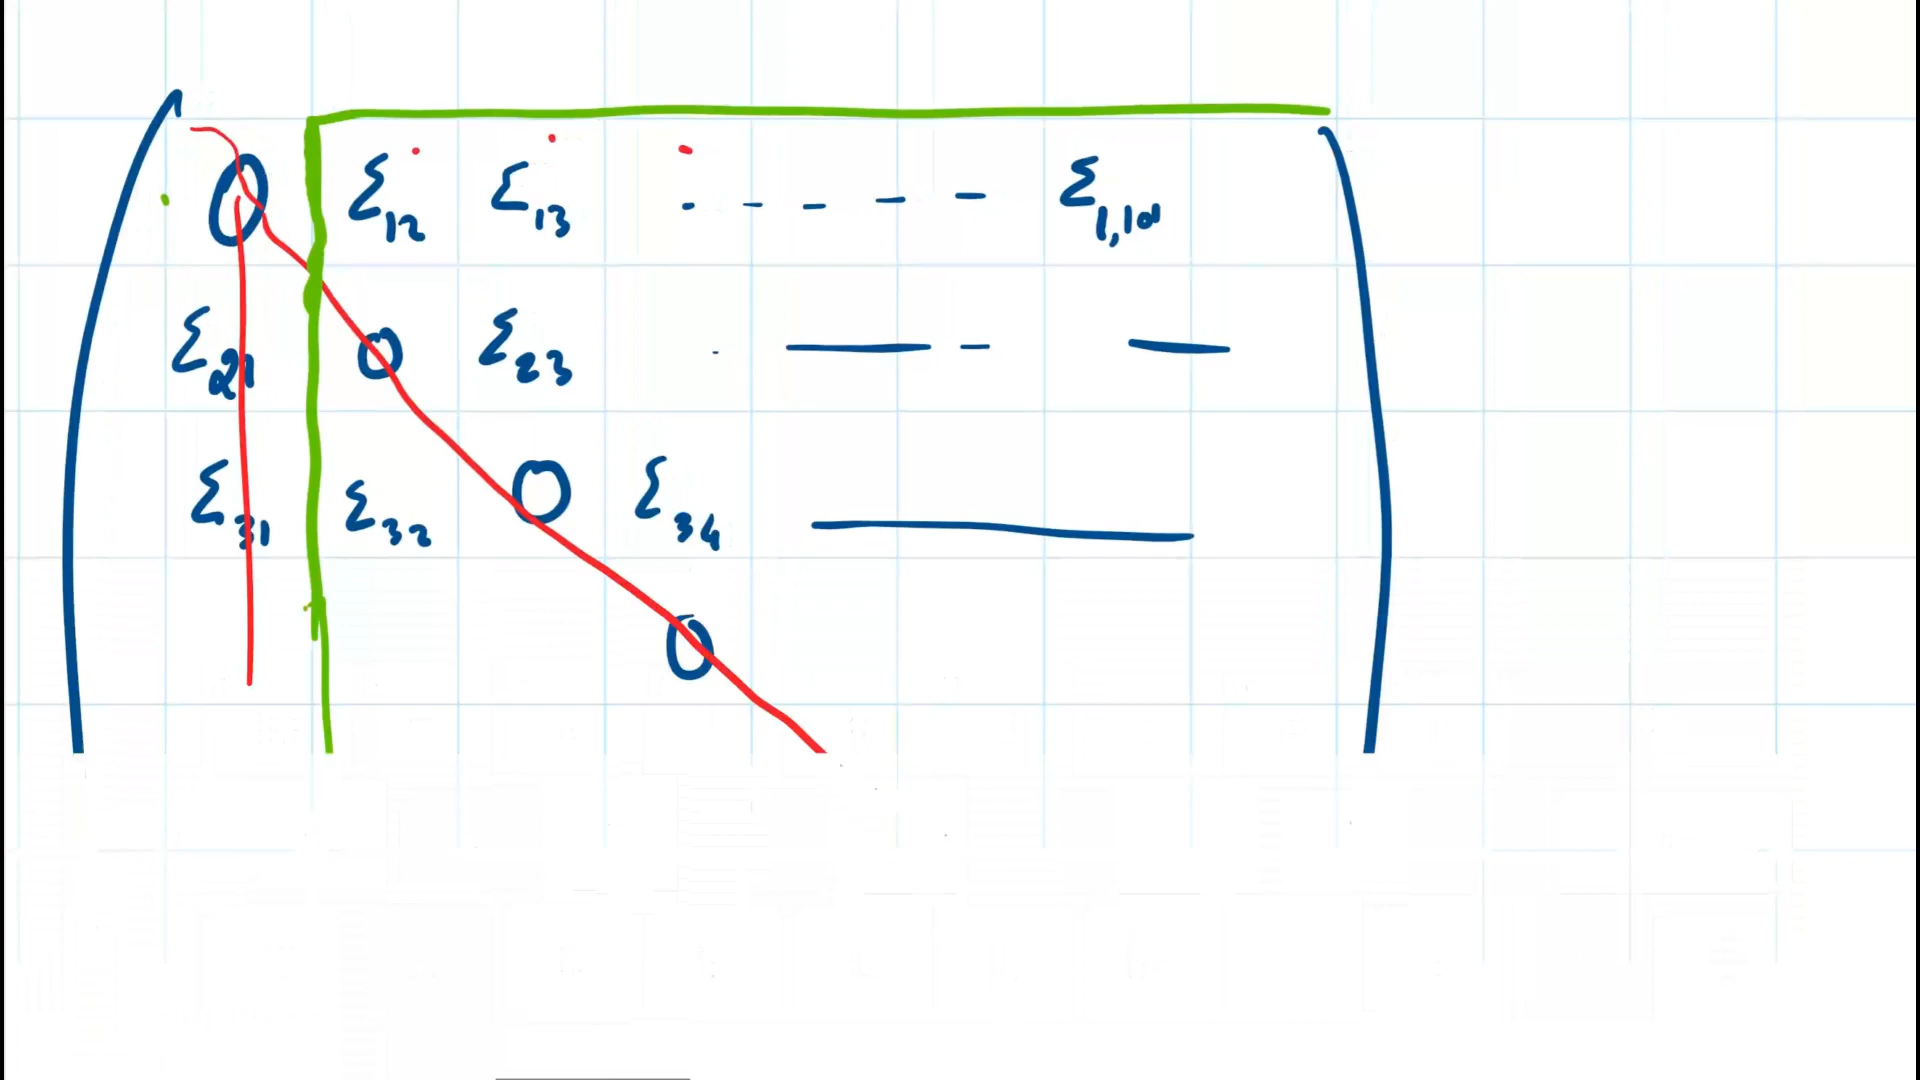 0 Σ12 Σ13 . - - - - Σ1,10
Σ21 0 Σ23 . — - —
Σ31 Σ32 0 Σ34 —
0